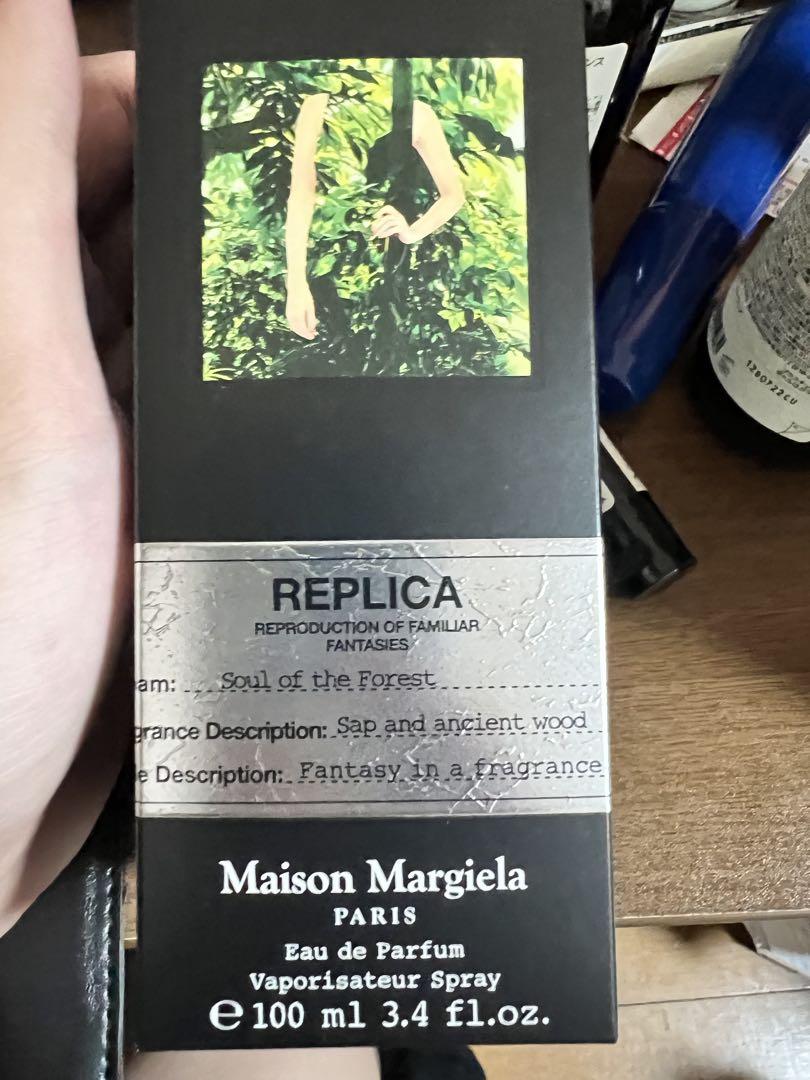 REPLICA
REPRODUCTION OF FAMILIAR
FANTASIES
am: Soul of the Forest
grance Description: Sap and ancient wood
e Description: Fantasy in a fragrance
Maison Margiela
PARIS
Eau de Parfum
Vaporisateur Spray
e 100 ml 3.4 fl.oz.
1280722CU